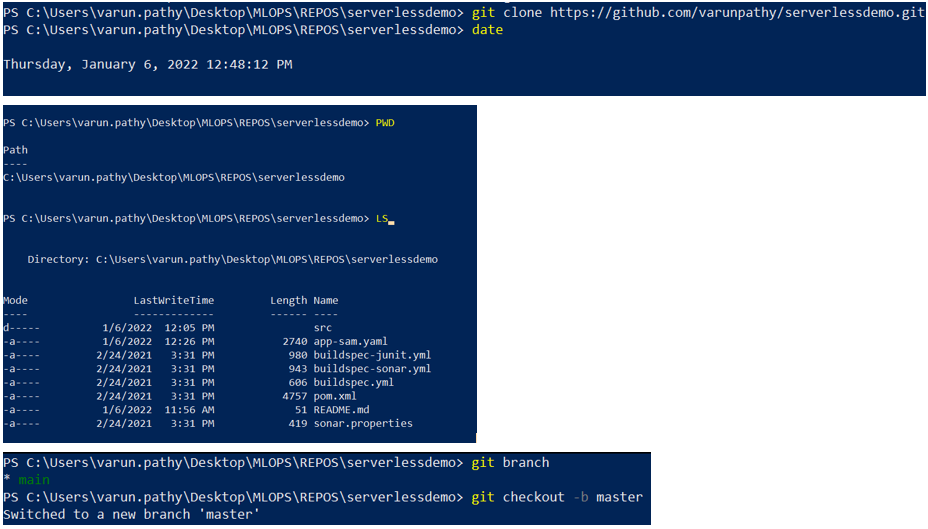 PS C:\Users\varun.pathy\Desktop\MLOPS\REPOS\serverlessdemo> git clone https://github.com/varunpathy/serverlessdemo.git
PS C:\Users\varun.pathy\Desktop\MLOPS\REPOS\serverlessdemo> date
Thursday, January 6, 2022 12:48:12 PM
PS C:\Users\varun.pathy\Desktop\MLOPS\REPOS\serverlessdemo> PWD
Path
----
C:\Users\varun.pathy\Desktop\MLOPS\REPOS\serverlessdemo
PS C:\Users\varun.pathy\Desktop\MLOPS\REPOS\serverlessdemo> LS_
Directory: C:\Users\varun.pathy\Desktop\MLOPS\REPOS\serverlessdemo
Mode LastWriteTime Length Name
---- ------------- ------ ----
d----- 1/6/2022 12:05 PM src
-a---- 1/6/2022 12:26 PM 2740 app-sam.yaml
-a---- 2/24/2021 3:31 PM 980 buildspec-junit.yml
-a---- 2/24/2021 3:31 PM 943 buildspec-sonar.yml
-a---- 2/24/2021 3:31 PM 606 buildspec.yml
-a---- 2/24/2021 3:31 PM 4757 pom.xml
-a---- 1/6/2022 11:56 AM 51 README.md
-a---- 2/24/2021 3:31 PM 419 sonar.properties
PS C:\Users\varun.pathy\Desktop\MLOPS\REPOS\serverlessdemo> git branch
* main
PS C:\Users\varun.pathy\Desktop\MLOPS\REPOS\serverlessdemo> git checkout -b master
Switched to a new branch 'master'